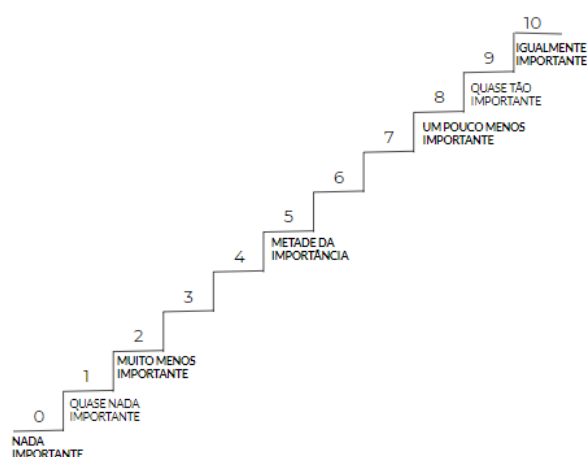 10
IGUALMENTE
IMPORTANTE
9
QUASE TÃO
IMPORTANTE
8
UM POUCO MENOS
IMPORTANTE
7
6
5
METADE DA
IMPORTÂNCIA
4
3
2
MUITO MENOS
IMPORTANTE
1
QUASE NADA
IMPORTANTE
0
NADA
IMPORTANTE